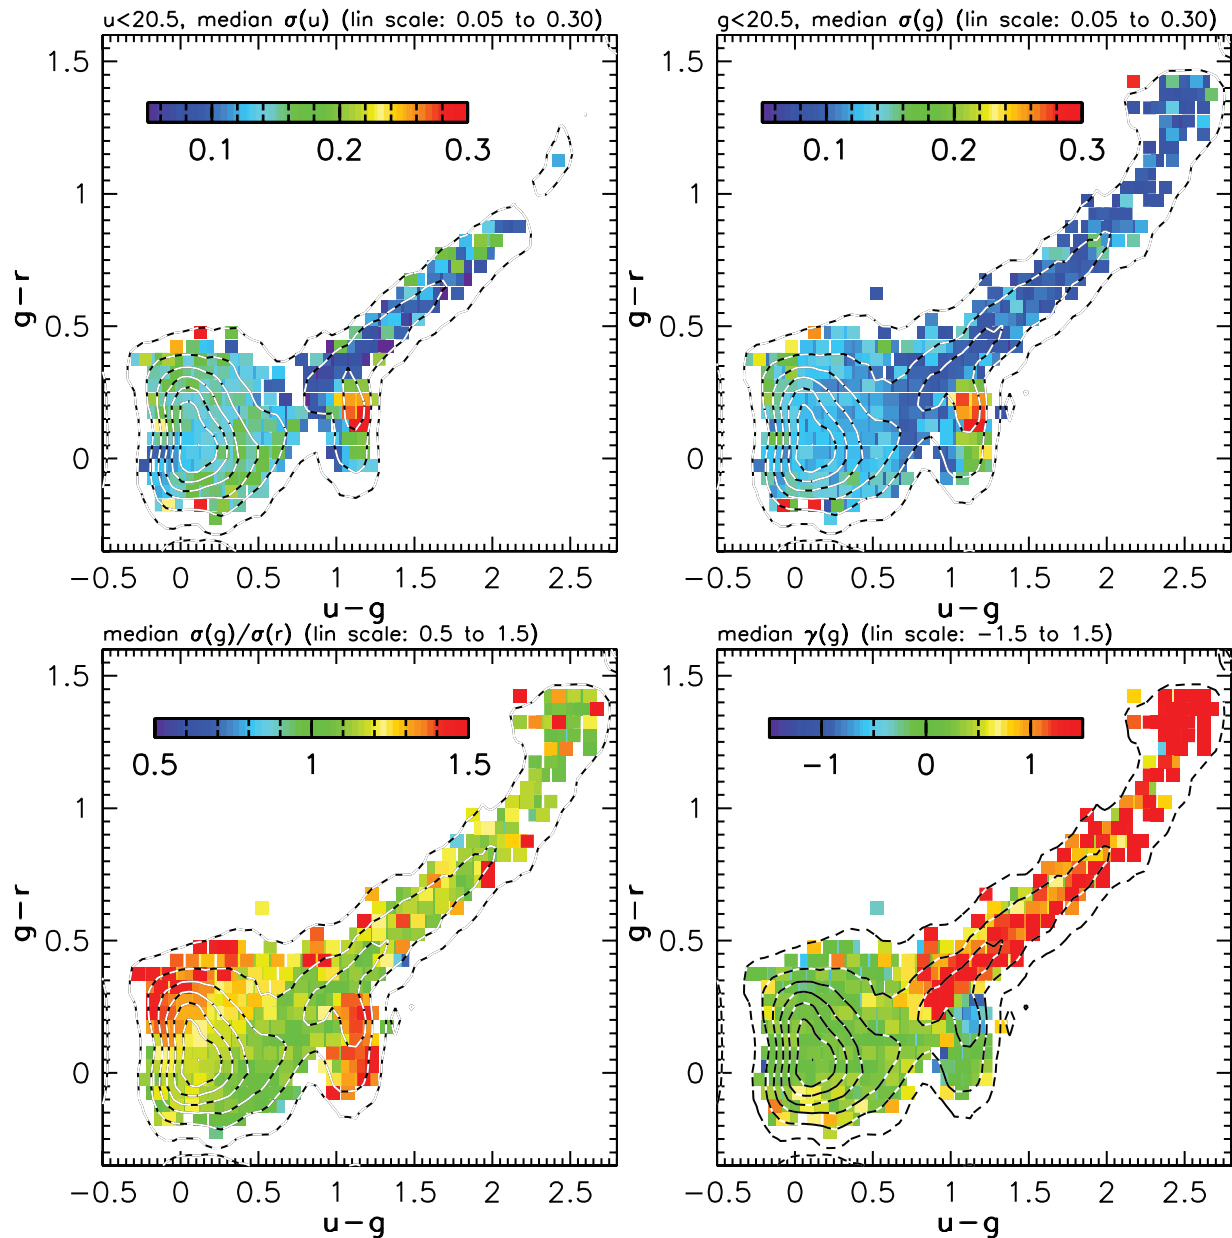 u<20.5, median σ(u) (lin scale: 0.05 to 0.30)
1.5
1
0.5
0
g-r
0.1 0.2 0.3
-0.5 0 0.5 1 1.5 2 2.5
u-g
g<20.5, median σ(g) (lin scale: 0.05 to 0.30)
1.5
1
0.5
0
g-r
0.1 0.2 0.3
-0.5 0 0.5 1 1.5 2 2.5
u-g
median σ(g)/σ(r) (lin scale: 0.5 to 1.5)
1.5
1
0.5
0
g-r
0.5 1 1.5
-0.5 0 0.5 1 1.5 2 2.5
u-g
median γ(g) (lin scale: -1.5 to 1.5)
1.5
1
0.5
0
g-r
-1 0 1
-0.5 0 0.5 1 1.5 2 2.5
u-g